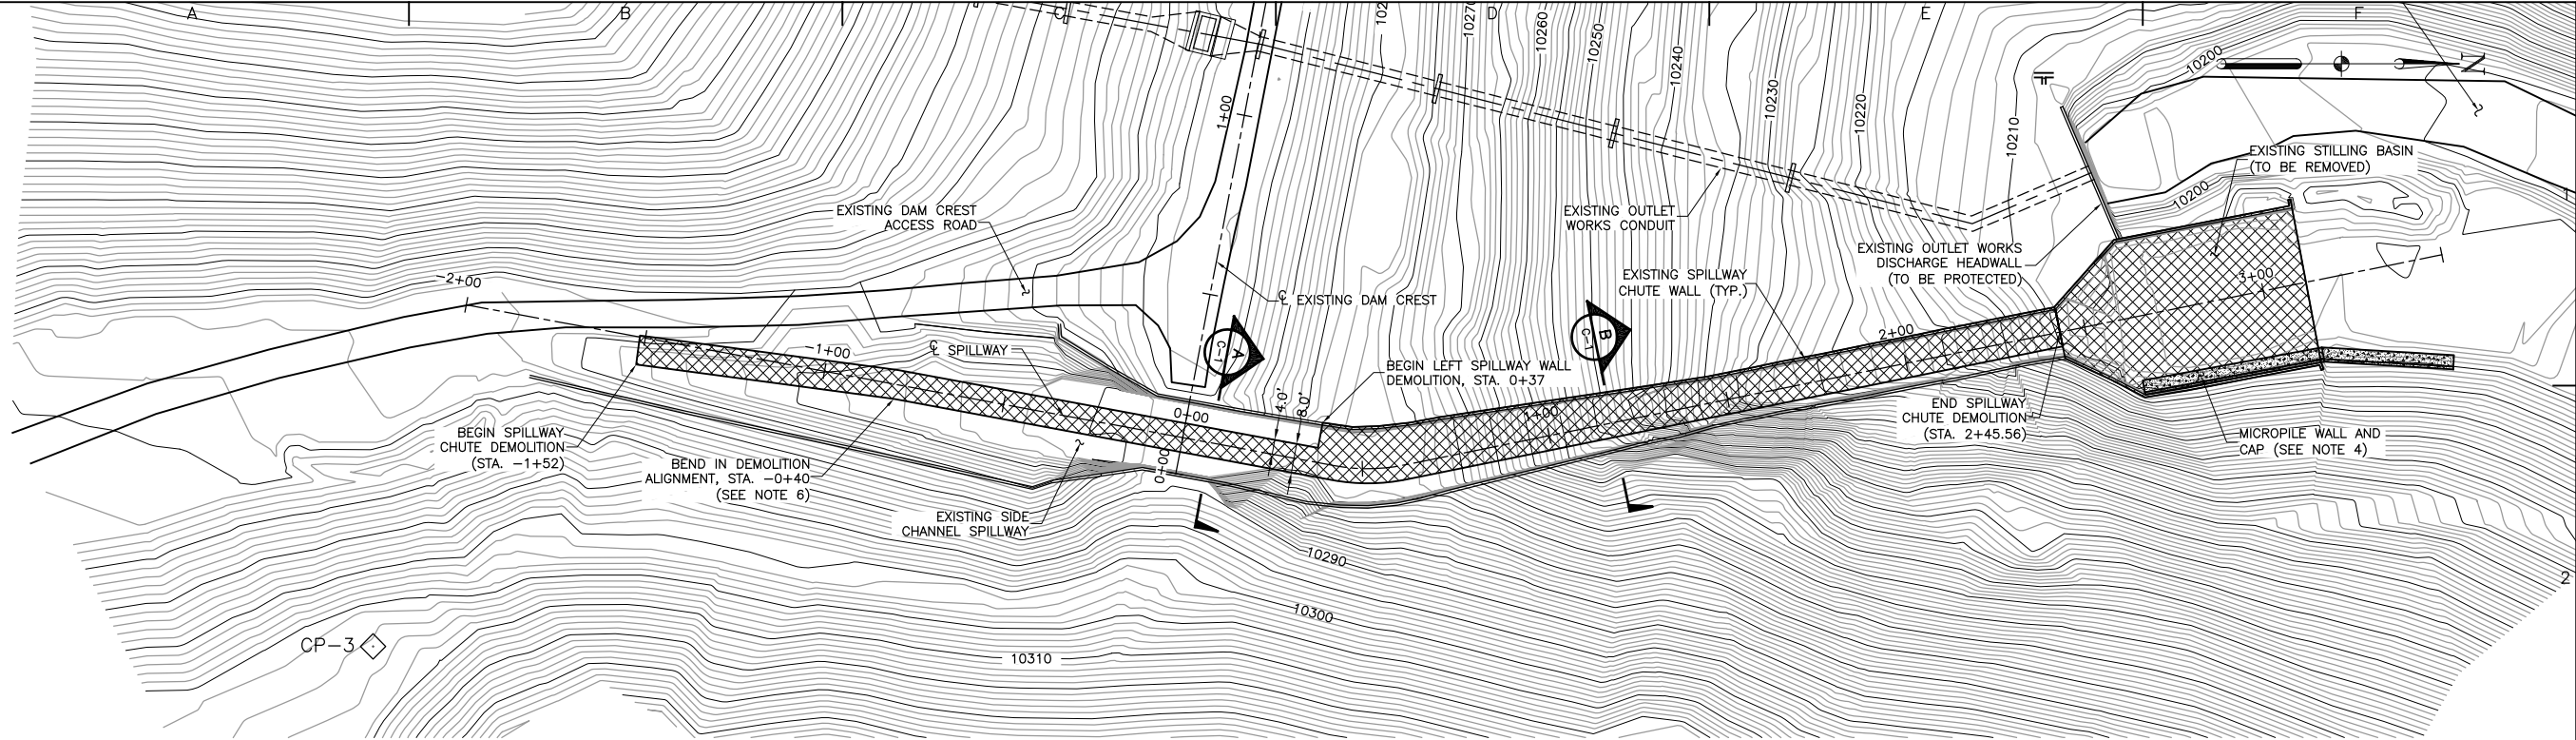 A
B
C
D
E
F
1
2
N
10270
10260
10250
10240
10230
10220
10210
10200
10200
1+00
EXISTING DAM CREST
ACCESS ROAD
-2+00
EXISTING OUTLET
WORKS CONDUIT
EXISTING STILLING BASIN
(TO BE REMOVED)
EXISTING OUTLET WORKS
DISCHARGE HEADWALL
(TO BE PROTECTED)
EXISTING SPILLWAY
CHUTE WALL (TYP.)
℄ EXISTING DAM CREST
3+00
2+00
1+00
-1+00
℄ SPILLWAY
A
C-1
B
C-1
BEGIN LEFT SPILLWAY WALL
DEMOLITION, STA. 0+37
4.0'
8.0'
0+00
0+00
BEGIN SPILLWAY
CHUTE DEMOLITION
(STA. -1+52)
BEND IN DEMOLITION
ALIGNMENT, STA. -0+40
(SEE NOTE 6)
EXISTING SIDE
CHANNEL SPILLWAY
END SPILLWAY
CHUTE DEMOLITION
(STA. 2+45.56)
MICROPILE WALL AND
CAP (SEE NOTE 4)
10290
10300
10310
CP-3